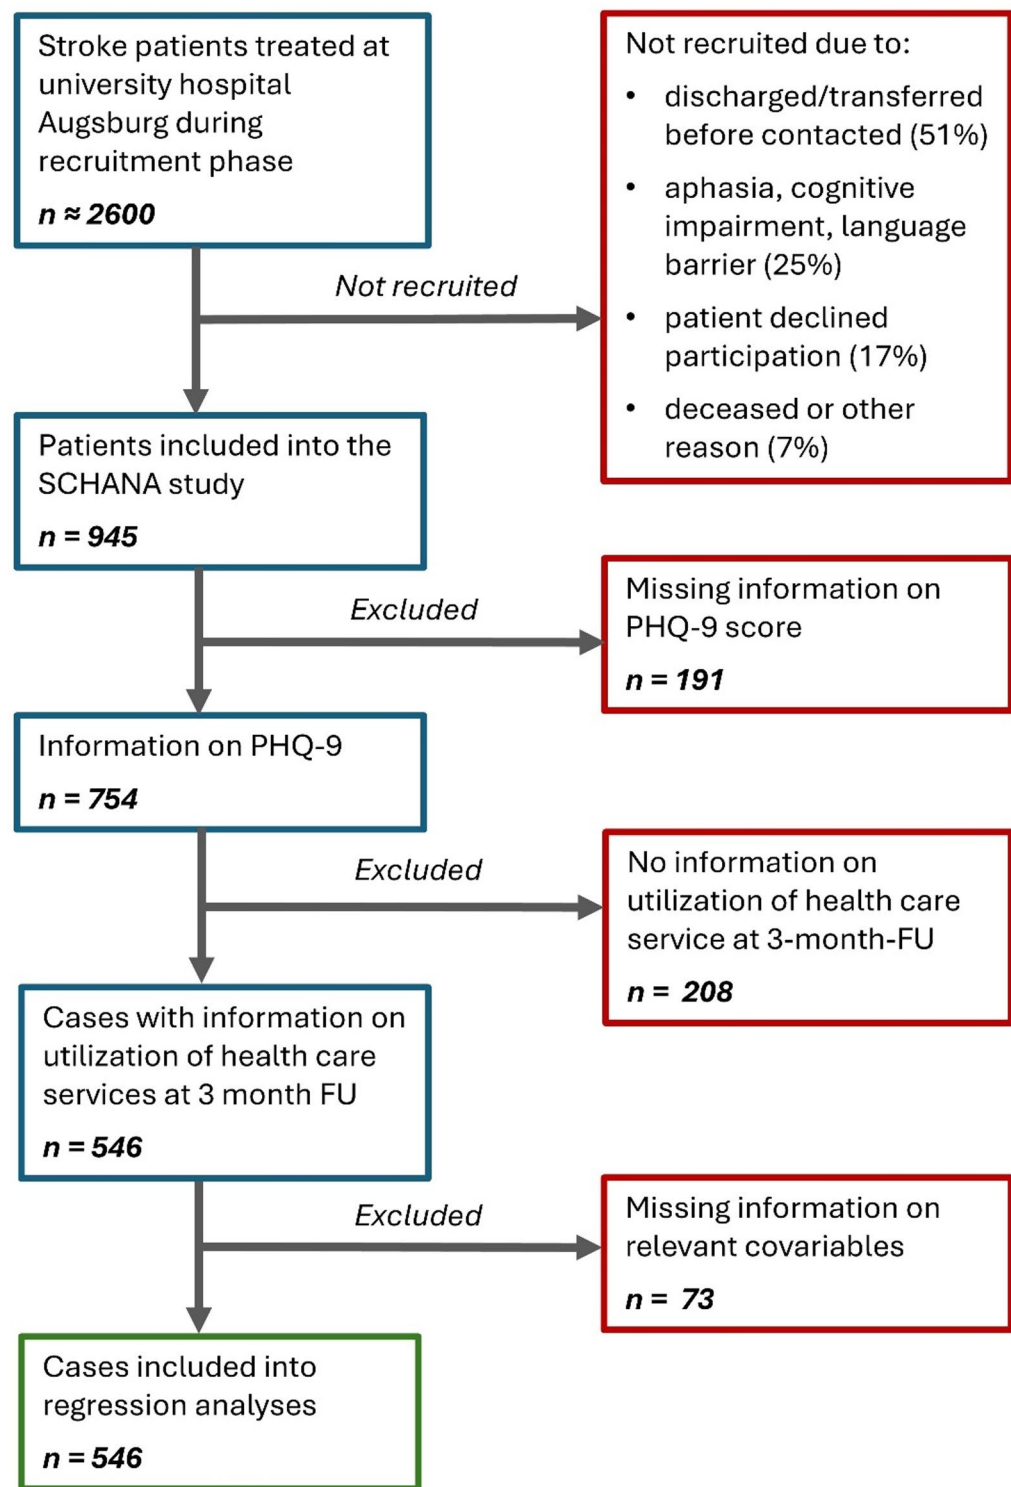 Stroke patients treated at
university hospital
Augsburg during
recruitment phase
n ≈ 2600
Not recruited due to:
• discharged/transferred
before contacted (51%)
• aphasia, cognitive
impairment, language
barrier (25%)
• patient declined
participation (17%)
• deceased or other
reason (7%)
Not recruited
Patients included into the
SCHANA study
n = 945
Excluded
Missing information on
PHQ-9 score
n = 191
Information on PHQ-9
n = 754
Excluded
No information on
utilization of health care
service at 3-month-FU
n = 208
Cases with information on
utilization of health care
services at 3 month FU
n = 546
Excluded
Missing information on
relevant covariables
n = 73
Cases included into
regression analyses
n = 546